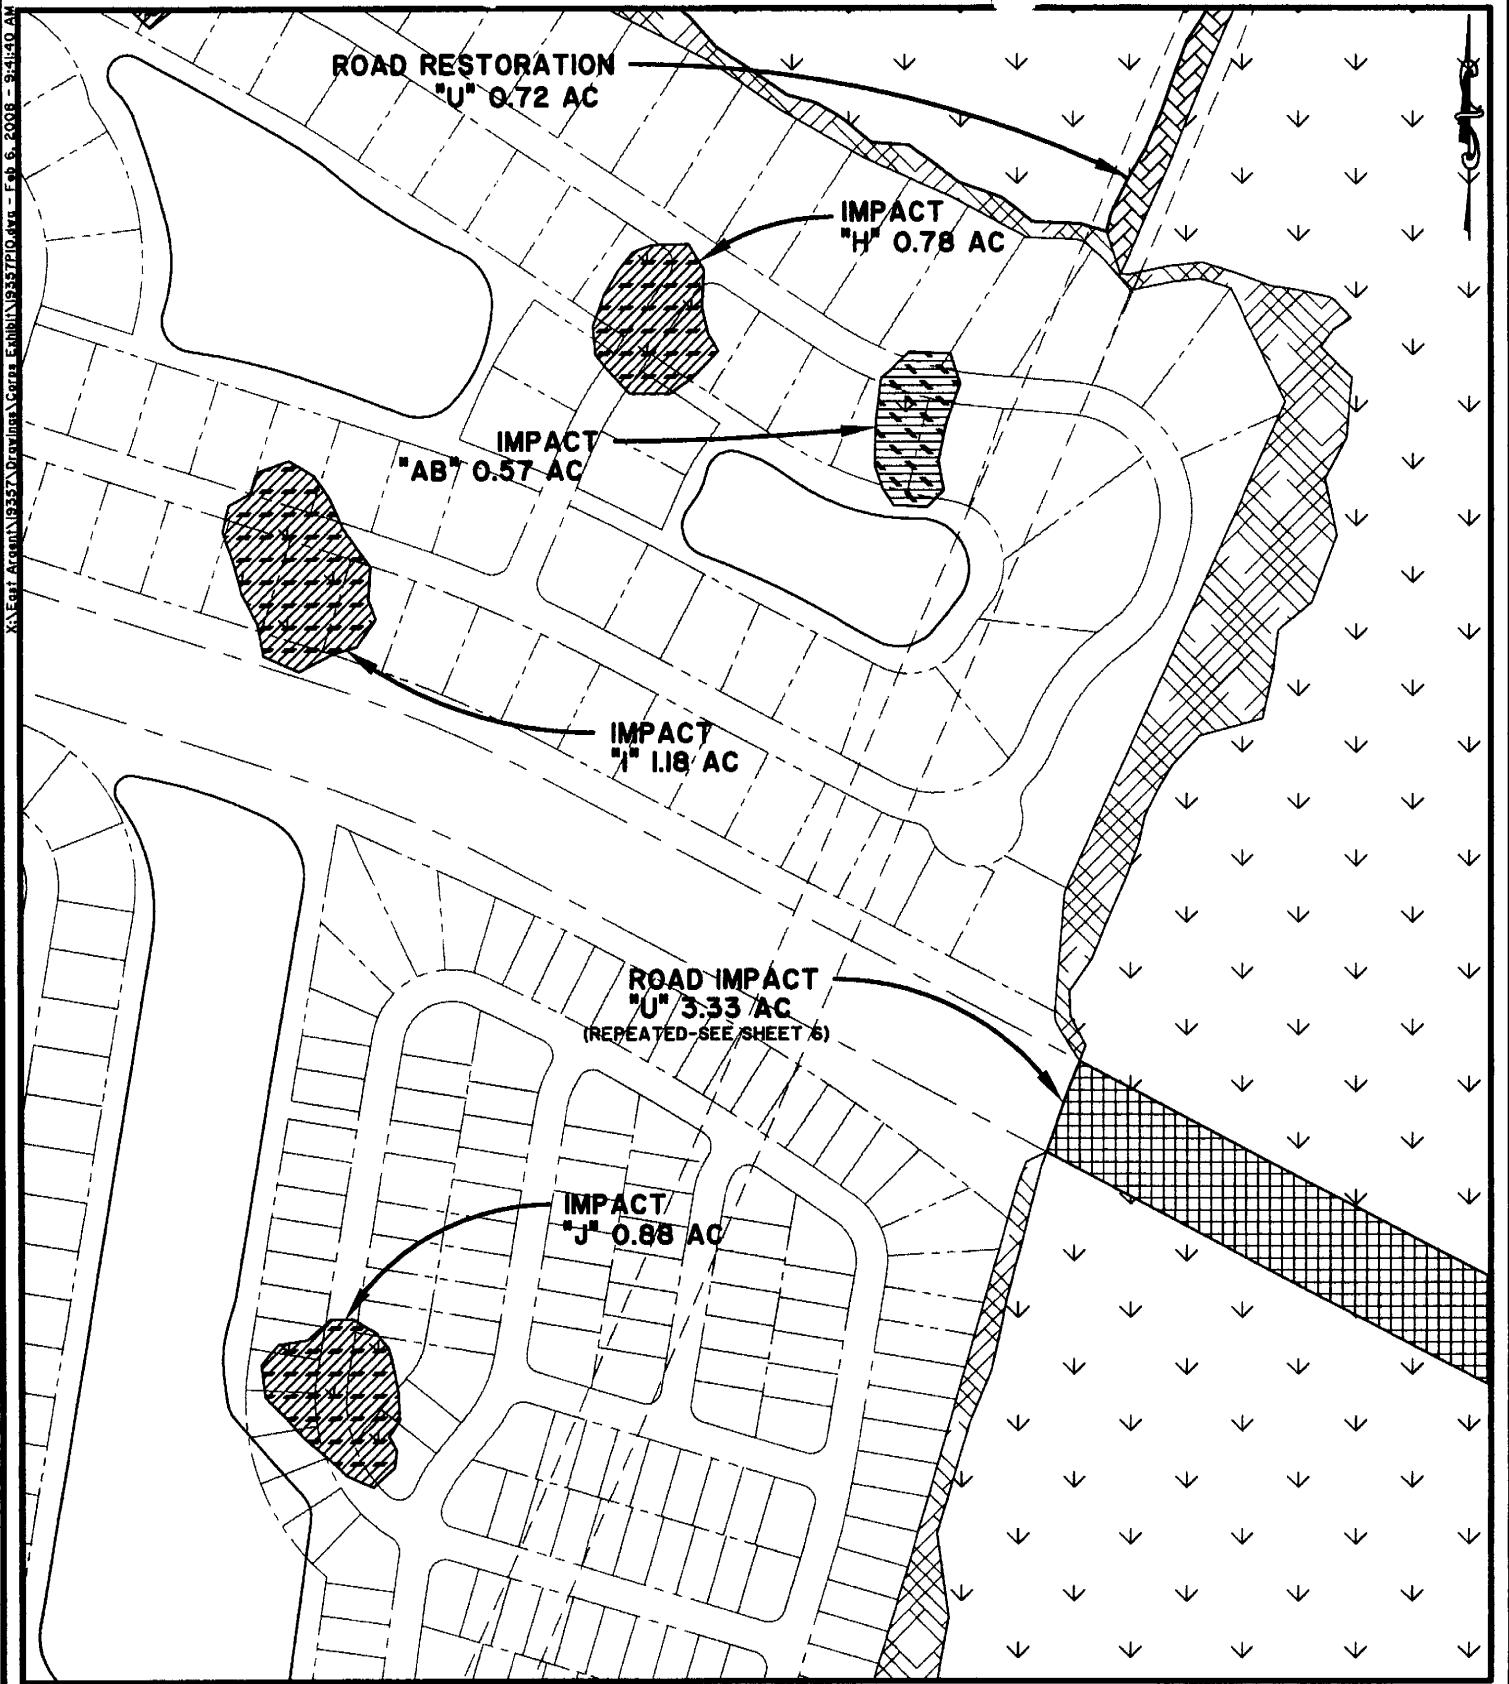 X:\East Argent\19357\Drawings\Corps Exhibit\19357P10.dwg - Feb 6, 2008 - 9:41:40 AM
ROAD RESTORATION
"U" 0.72 AC
IMPACT
"H" 0.78 AC
IMPACT
"AB" 0.57 AC
IMPACT
"I" 1.18 AC
ROAD IMPACT
"U" 3.33 AC
(REPEATED-SEE SHEET 6)
IMPACT
"J" 0.88 AC